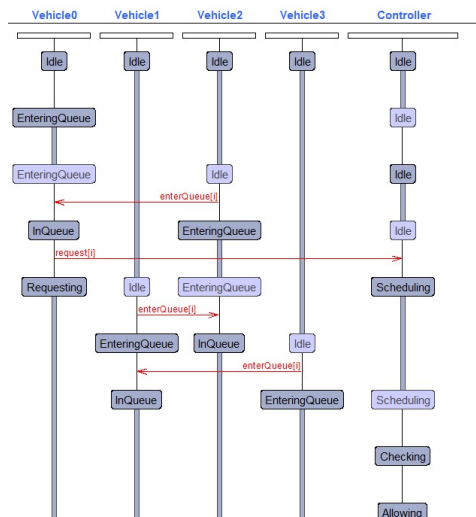 Vehicle0 Vehicle1 Vehicle2 Vehicle3 Controller
Idle Idle Idle Idle Idle
EnteringQueue Idle
EnteringQueue Idle Idle
enterQueue[i]
InQueue EnteringQueue Idle
request[i]
Requesting Idle EnteringQueue Scheduling
enterQueue[i]
EnteringQueue InQueue Idle
enterQueue[i]
InQueue EnteringQueue Scheduling
Checking
Allowing